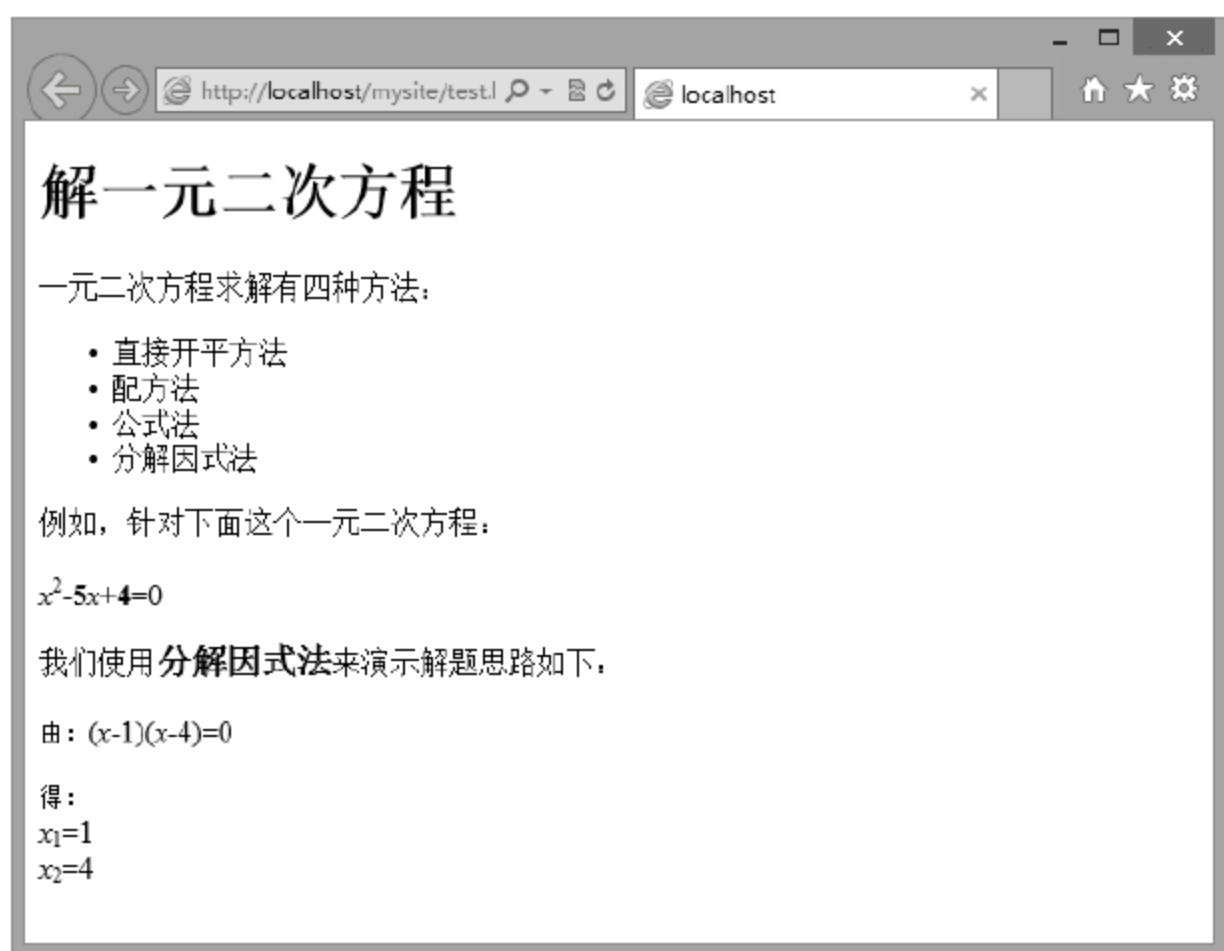 http://localhost/mysite/test.l
localhost
解一元二次方程
一元二次方程求解有四种方法：
• 直接开平方法
• 配方法
• 公式法
• 分解因式法
例如，针对下面这个一元二次方程：
x²-5x+4=0
我们使用分解因式法来演示解题思路如下：
由：(x-1)(x-4)=0
得：
x₁=1
x₂=4